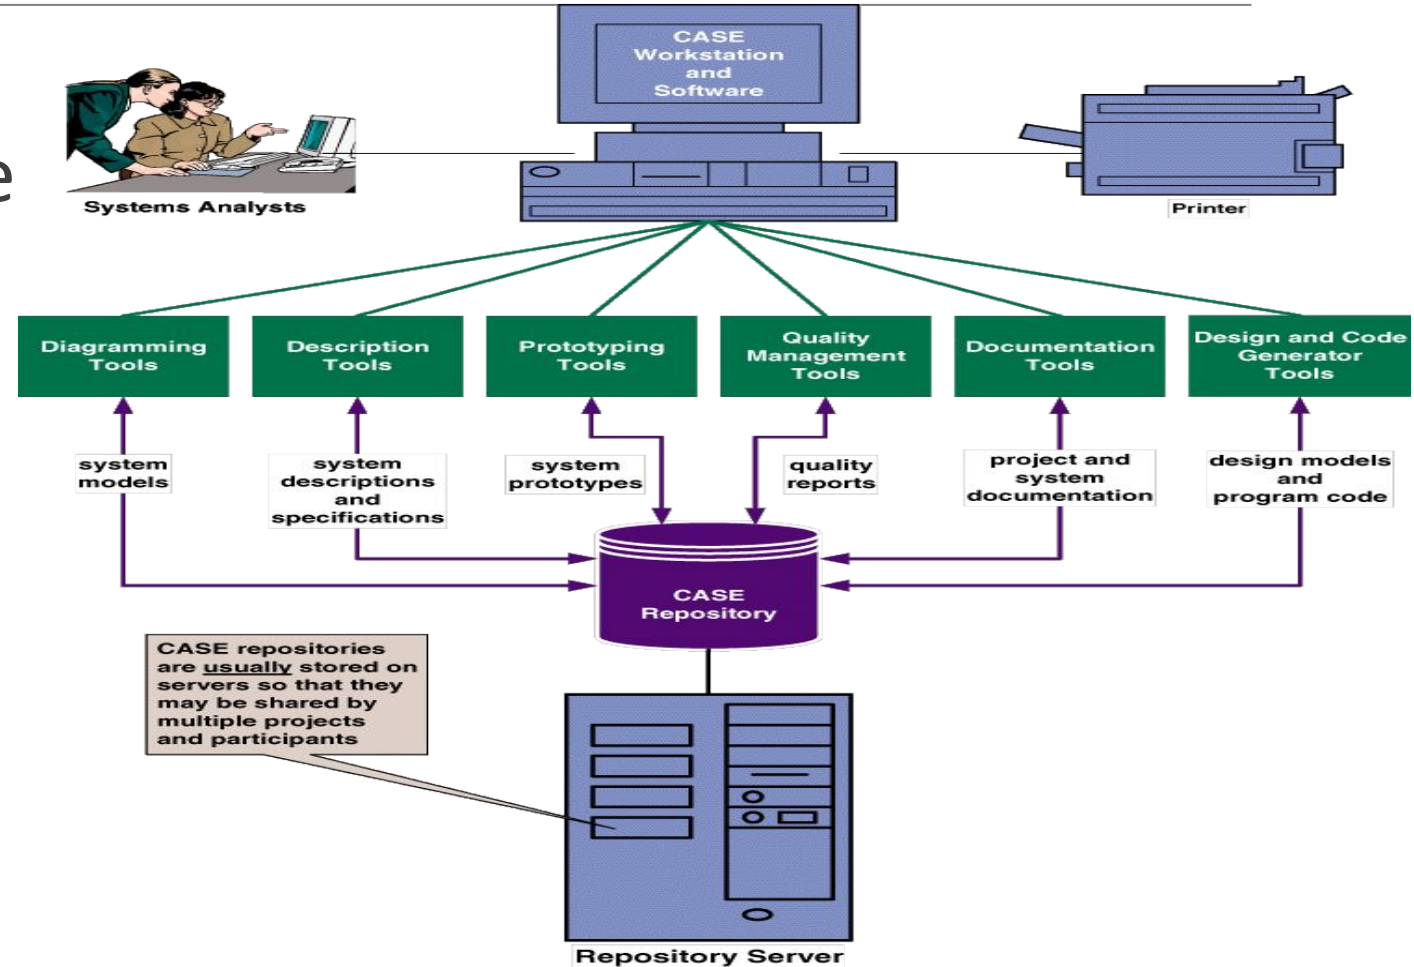 CASE
Workstation
and
Software
e
Systems Analysts
Printer
Diagramming
Tools
Description
Tools
Prototyping
Tools
Quality
Management
Tools
Documentation
Tools
Design and Code
Generator
Tools
system
models
system
descriptions
and
specifications
system
prototypes
quality
reports
project and
system
documentation
design models
and
program code
CASE
Repository
CASE repositories
are usually stored on
servers so that they
may be shared by
multiple projects
and participants
Repository Server